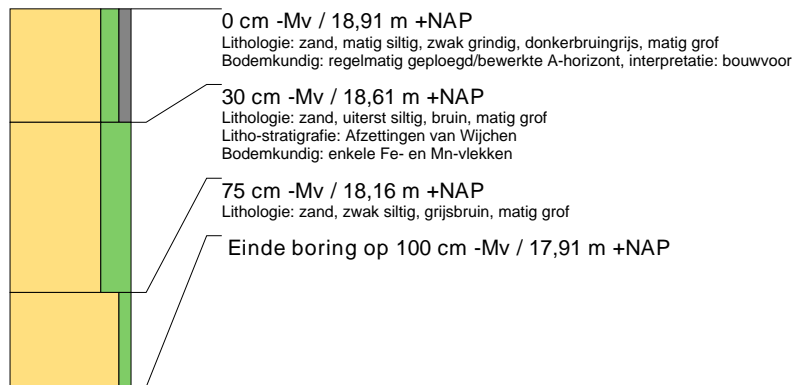 0 cm -Mv / 18,91 m +NAP
Lithologie: zand, matig siltig, zwak grindig, donkerbruingrijs, matig grof
Bodemkundig: regelmatig geploegd/bewerkte A-horizont, interpretatie: bouwvoor
30 cm -Mv / 18,61 m +NAP
Lithologie: zand, uiterst siltig, bruin, matig grof
Litho-stratigrafie: Afzettingen van Wijchen
Bodemkundig: enkele Fe- en Mn-vlekken
75 cm -Mv / 18,16 m +NAP
Lithologie: zand, zwak siltig, grijsbruin, matig grof
Einde boring op 100 cm -Mv / 17,91 m +NAP